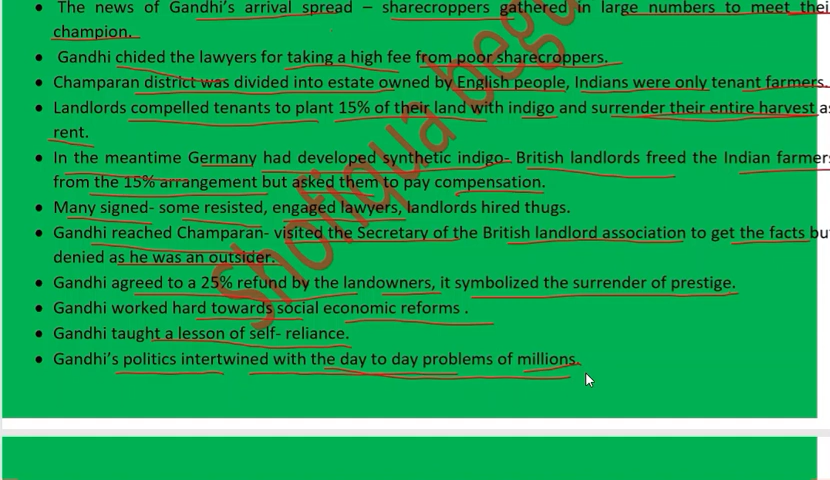 • The news of Gandhi's arrival spread – sharecroppers gathered in large numbers to meet thei
champion.
• Gandhi chided the lawyers for taking a high fee from poor sharecroppers.
• Champaran district was divided into estate owned by English people, Indians were only tenant farmers.
• Landlords compelled tenants to plant 15% of their land with indigo and surrender their entire harvest as
rent.
• In the meantime Germany had developed synthetic indigo- British landlords freed the Indian farmers
from the 15% arrangement but asked them to pay compensation.
• Many signed- some resisted, engaged lawyers, landlords hired thugs.
• Gandhi reached Champaran- visited the Secretary of the British landlord association to get the facts but
denied as he was an outsider.
• Gandhi agreed to a 25% refund by the landowners, it symbolized the surrender of prestige.
• Gandhi worked hard towards social economic reforms .
• Gandhi taught a lesson of self- reliance.
• Gandhi's politics intertwined with the day to day problems of millions.
shofiqua begu